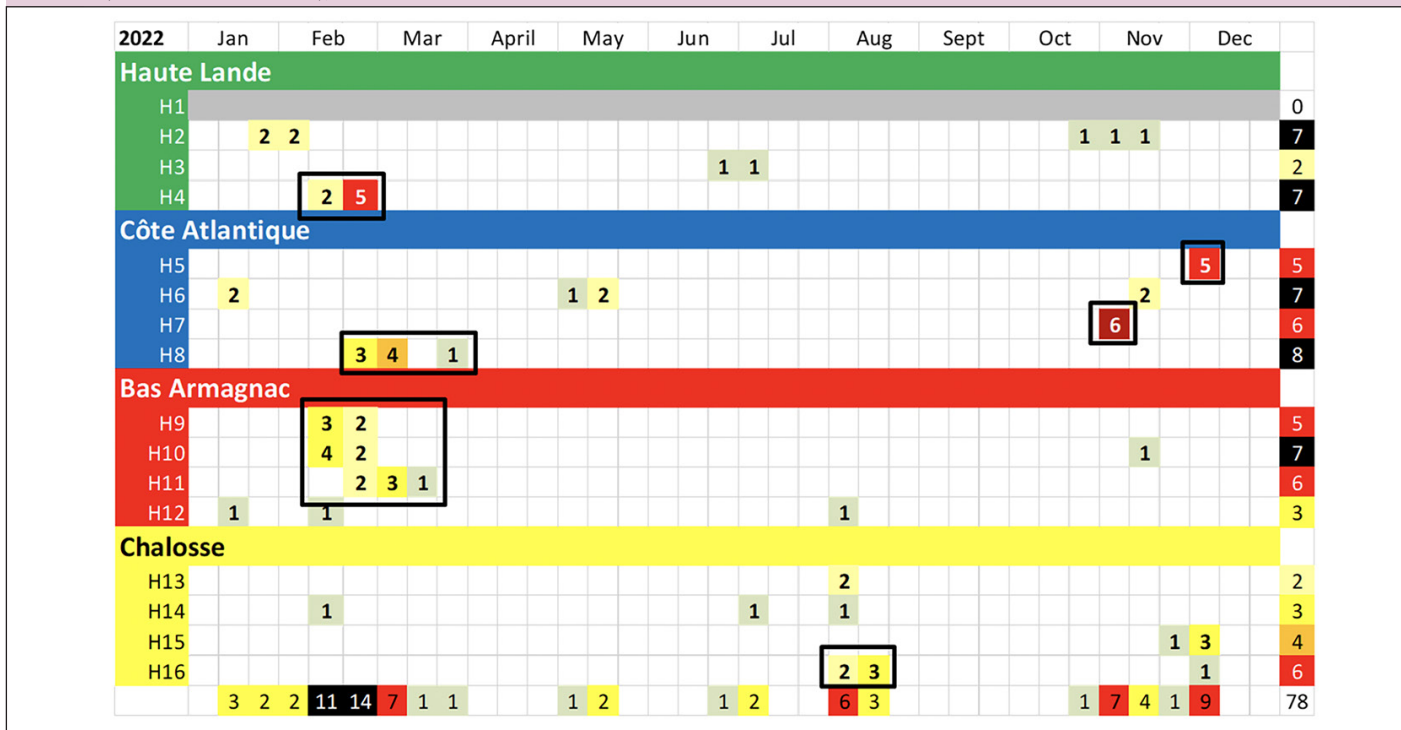 2022 Jan Feb Mar April May Jun Jul Aug Sept Oct Nov Dec
Haute Lande
H1 0
H2 2 2 1 1 1 7
H3 1 1 2
H4 2 5 7
Côte Atlantique
H5 5 5
H6 2 1 2 2 7
H7 6 6
H8 3 4 1 8
Bas Armagnac
H9 3 2 5
H10 4 2 1 7
H11 2 3 1 6
H12 1 1 1 3
Chalosse
H13 2 2
H14 1 1 1 3
H15 1 3 4
H16 2 3 1 6
3 2 2 11 14 7 1 1 1 2 1 2 6 3 1 7 4 1 9 78